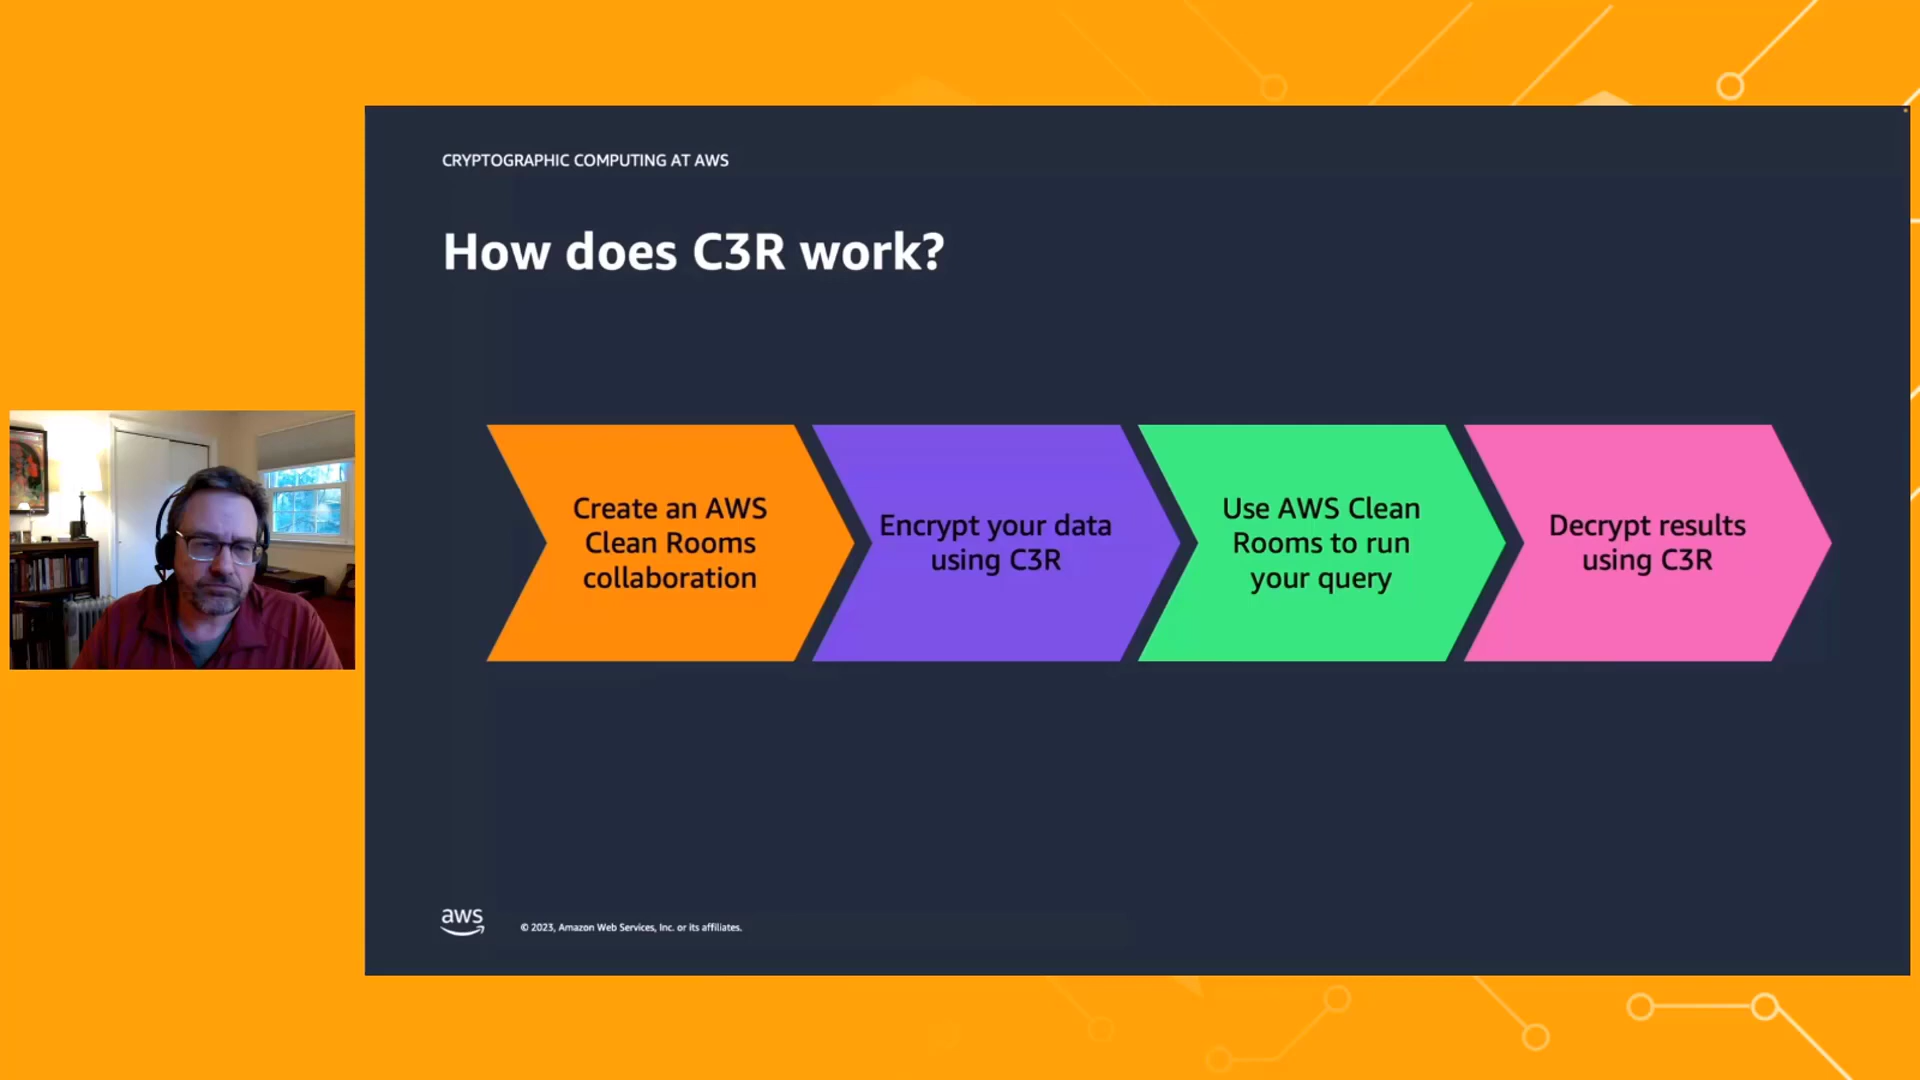 CRYPTOGRAPHIC COMPUTING AT AWS
How does C3R work?
Create an AWS
Clean Rooms
collaboration
Encrypt your data
using C3R
Use AWS Clean
Rooms to run
your query
Decrypt results
using C3R
aws
© 2023, Amazon Web Services, Inc. or its affiliates.